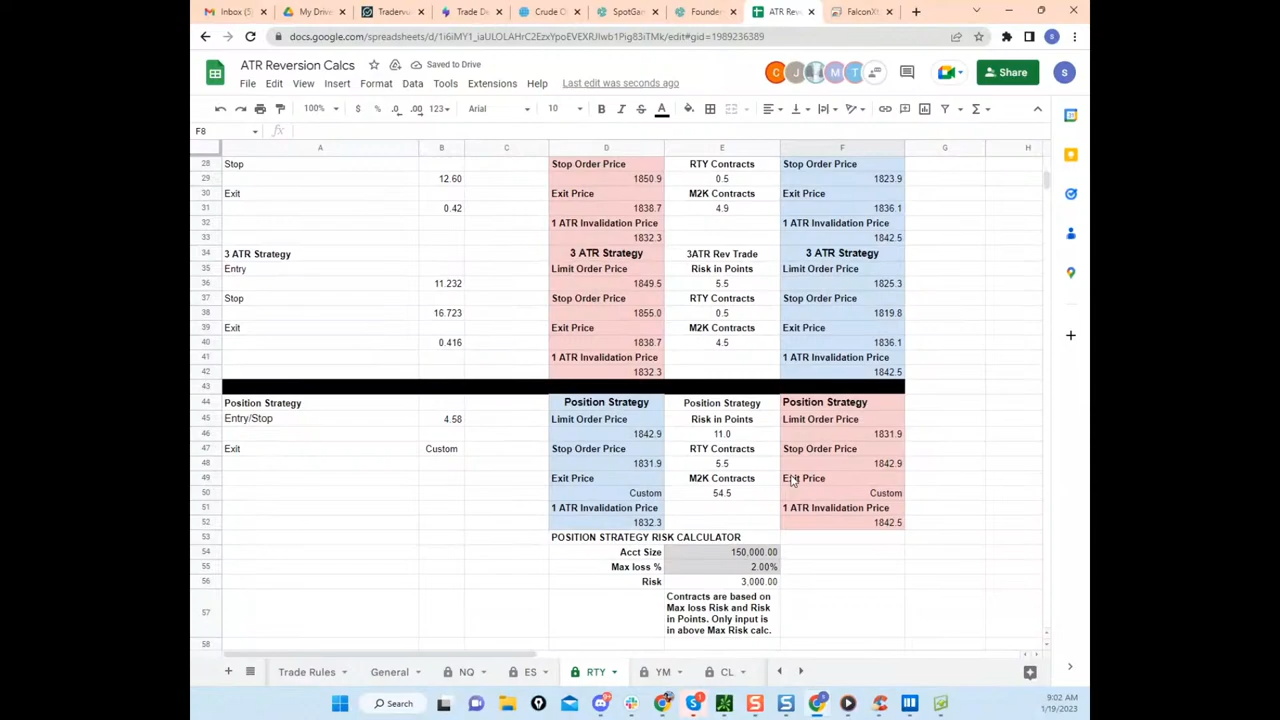 Inbox (5
My Drive
Tradervu
Trade De
Crude O
SpotGa
Founder
ATR Rev
FalconX
docs.google.com/spreadsheets/d/1i6iMY1_iaULOLAHrC2EzxYpoEVEXRJIwb1Pig83iTMk/edit#gid=1989236389
ATR Reversion Calcs
Saved to Drive
C J M T
Share
S
File Edit View Insert Format Data Tools Extensions Help Last edit was seconds ago
100% $ % .0 .00 123 Arial 10 B I S A
F8 fx
A B C D E F G H
28 Stop Stop Order Price RTY Contracts Stop Order Price
29 12.60 1850.9 0.5 1823.9
30 Exit Exit Price M2K Contracts Exit Price
31 0.42 1838.7 4.9 1836.1
32 1 ATR Invalidation Price 1 ATR Invalidation Price
33 1832.3 1842.5
34 3 ATR Strategy 3 ATR Strategy 3ATR Rev Trade 3 ATR Strategy
35 Entry Limit Order Price Risk in Points Limit Order Price
36 11.232 1849.5 5.5 1825.3
37 Stop Stop Order Price RTY Contracts Stop Order Price
38 16.723 1855.0 0.5 1819.8
39 Exit Exit Price M2K Contracts Exit Price
40 0.416 1838.7 4.5 1836.1
41 1 ATR Invalidation Price 1 ATR Invalidation Price
42 1832.3 1842.5
43
44 Position Strategy Position Strategy Position Strategy Position Strategy
45 Entry/Stop 4.58 Limit Order Price Risk in Points Limit Order Price
46 1842.9 11.0 1831.9
47 Exit Custom Stop Order Price RTY Contracts Stop Order Price
48 1831.9 5.5 1842.9
49 Exit Price M2K Contracts Exit Price
50 Custom 54.5 Custom
51 1 ATR Invalidation Price 1 ATR Invalidation Price
52 1832.3 1842.5
53 POSITION STRATEGY RISK CALCULATOR
54 Acct Size 150,000.00
55 Max loss % 2.00%
56 Risk 3,000.00
57 Contracts are based on
Max loss Risk and Risk
in Points. Only input is
in above Max Risk calc.
58
Trade Rules General NQ ES RTY YM CL
Search
9:02 AM
1/19/2023